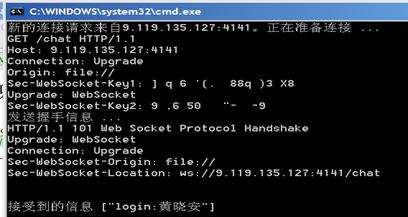 C:\WINDOWS\system32\cmd.exe
新的连接请求来自9.119.135.127:4141。正在准备连接 ...
GET /chat HTTP/1.1
Host: 9.119.135.127:4141
Connection: Upgrade
Origin: file://
Sec-WebSocket-Key1: ] q 6 '(.  88q )3 X8
Upgrade: WebSocket
Sec-WebSocket-Key2: 9 ,6 50   "-  -9
发送握手信息 ...
HTTP/1.1 101 Web Socket Protocol Handshake
Upgrade: WebSocket
Connection: Upgrade
Sec-WebSocket-Origin: file://
Sec-WebSocket-Location: ws://9.119.135.127:4141/chat
接受到的信息 ["login:黄晓安"]